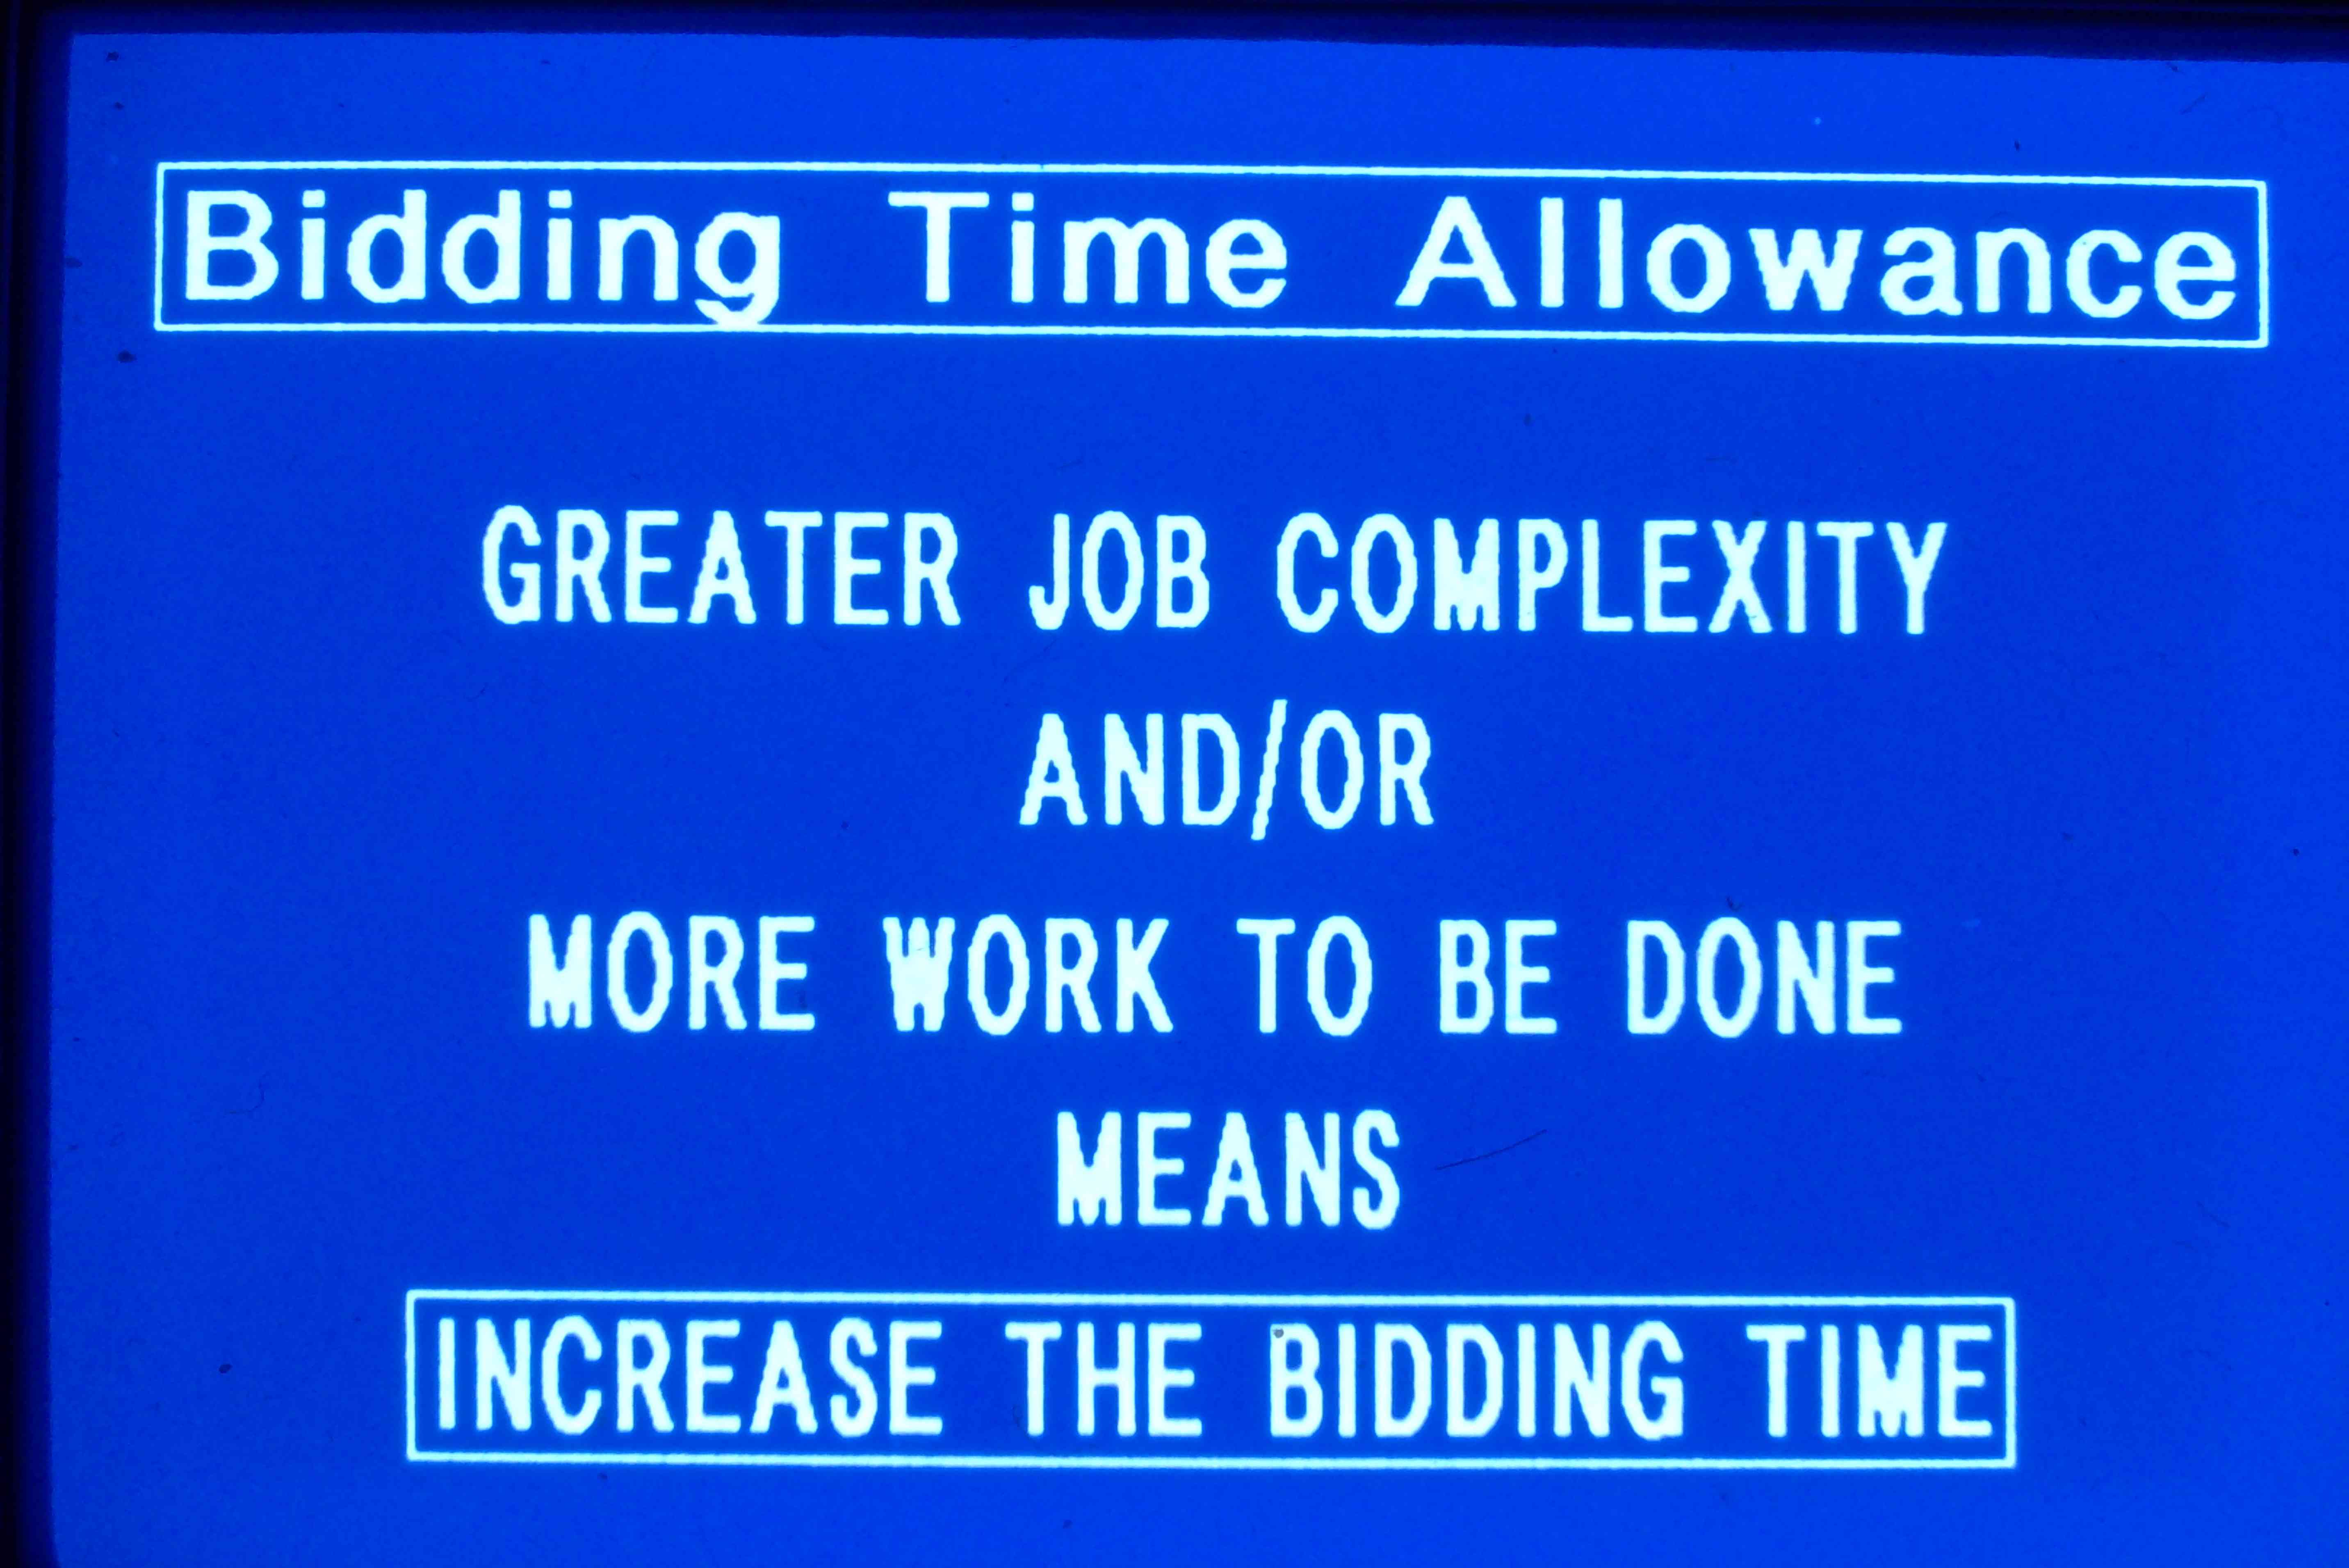 Bidding Time Allowance
GREATER JOB COMPLEXITY
AND/OR
MORE WORK TO BE DONE
MEANS
INCREASE THE BIDDING TIME